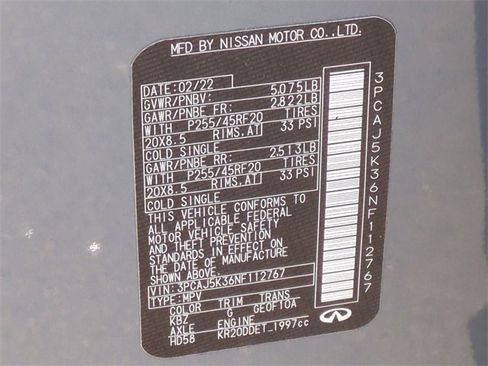 MFD BY NISSAN MOTOR CO.,LTD.
DATE:02/22
GVWR/PNBV: 5,075LB
GAWR/PNBE FR: 2,822LB
WITH P255/45RF20 TIRES
20X8.5 RIMS,AT 33 PSI
COLD SINGLE
GAWR/PNBE RR: 2,513LB
WITH P255/45RF20 TIRES
20X8.5 RIMS,AT 33 PSI
COLD SINGLE
THIS VEHICLE CONFORMS TO
ALL APPLICABLE FEDERAL
MOTOR VEHICLE SAFETY
AND THEFT PREVENTION
STANDARDS IN EFFECT ON
THE DATE OF MANUFACTURE
SHOWN ABOVE.
VIN:3PCAJ5K36NF112767
TYPE:MPV
COLOR TRIM TRANS
KBZ G GE0F10A
AXLE ENGINE
HD58 KR20DDET_1997cc
3PCAJ5K36NF112767